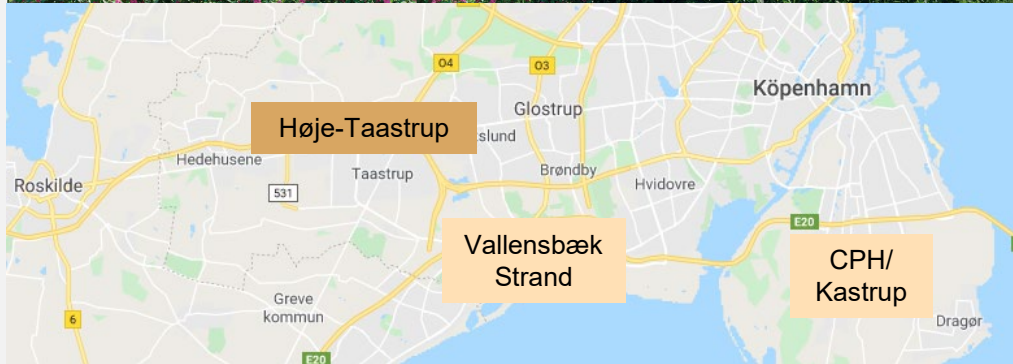 O4
O3
Köpenhamn
Glostrup
Høje-Taastrup
slund
Hedehusene
Taastrup
Brøndby
Hvidovre
Roskilde
531
E20
Vallensbæk
Strand
CPH/
Kastrup
Greve
kommun
6
Dragør
E20